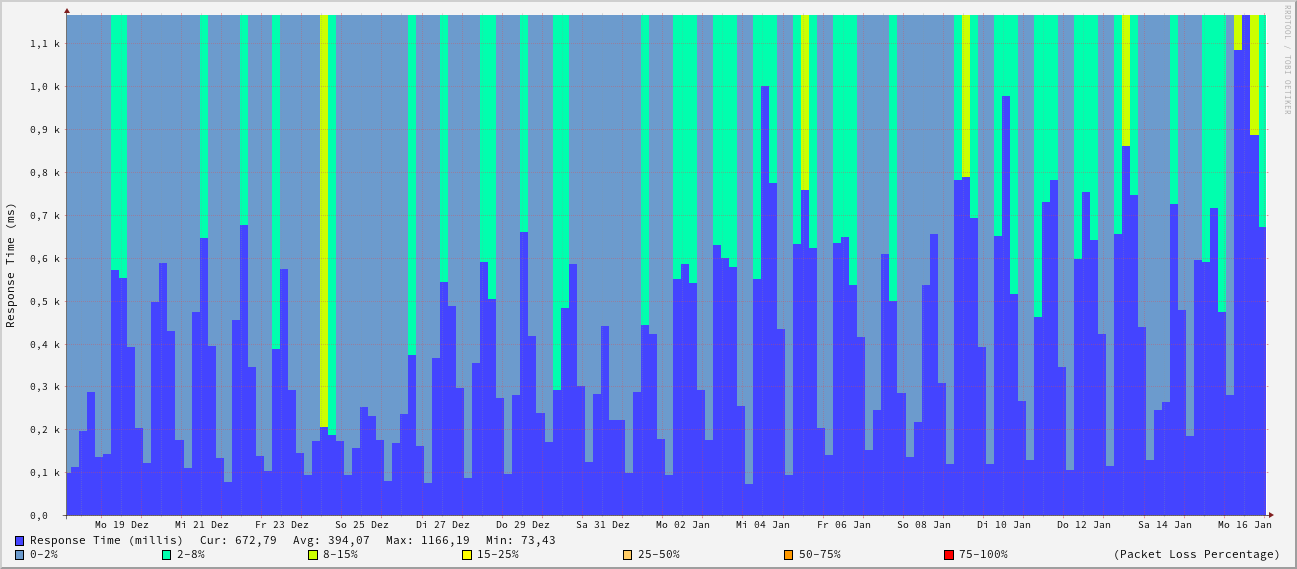 RRDTOOL / TOBI OETIKER
Response Time (ms)
1,1 k
1,0 k
0,9 k
0,8 k
0,7 k
0,6 k
0,5 k
0,4 k
0,3 k
0,2 k
0,1 k
0,0
Mo 19 Dez Mi 21 Dez Fr 23 Dez So 25 Dez Di 27 Dez Do 29 Dez Sa 31 Dez Mo 02 Jan Mi 04 Jan Fr 06 Jan So 08 Jan Di 10 Jan Do 12 Jan Sa 14 Jan Mo 16 Jan
Response Time (millis) Cur: 672,79 Avg: 394,07 Max: 1166,19 Min: 73,43
0-2% 2-8% 8-15% 15-25% 25-50% 50-75% 75-100% (Packet Loss Percentage)